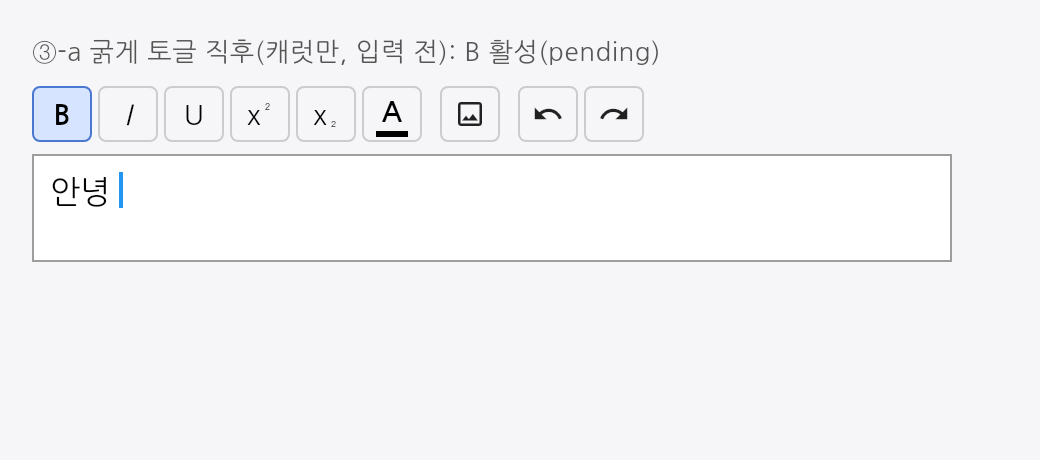 ③-a 굵게 토글 직후(캐럿만, 입력 전): B 활성(pending)
B I U x² x₂ A
안녕